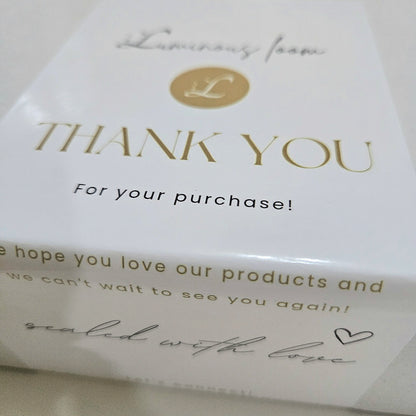 Luminous loom
L
THANK YOU
For your purchase!
e hope you love our products and
we can't wait to see you again!
sealed with love